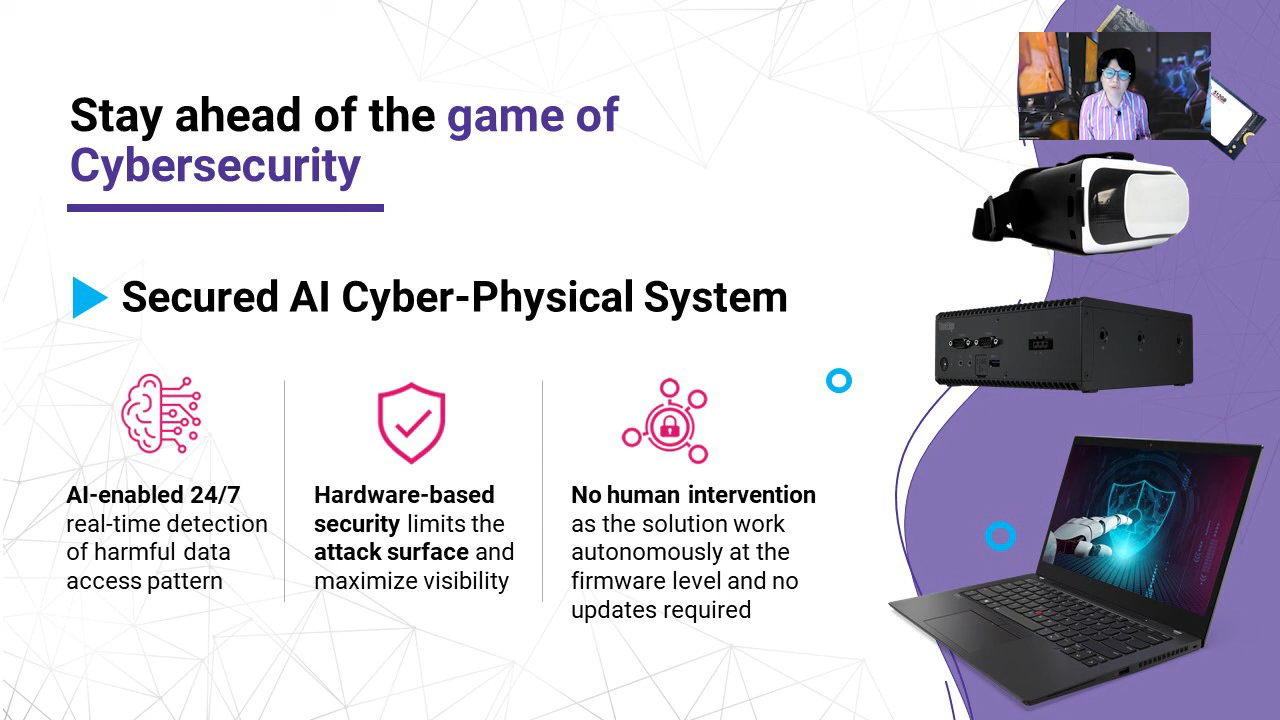 Stay ahead of the game of
Cybersecurity
Secured AI Cyber-Physical System
AI-enabled 24/7
real-time detection
of harmful data
access pattern
Hardware-based
security limits the
attack surface and
maximize visibility
No human intervention
as the solution work
autonomously at the
firmware level and no
updates required